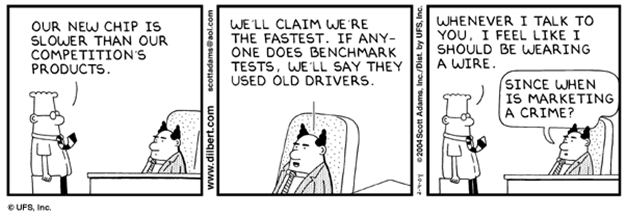 OUR NEW CHIP IS
SLOWER THAN OUR
COMPETITION'S
PRODUCTS.
www.dilbert.com
scottadams@aol.com
WE'LL CLAIM WE'RE
THE FASTEST. IF ANY-
ONE DOES BENCHMARK
TESTS, WE'LL SAY THEY
USED OLD DRIVERS.
©2004 Scott Adams, Inc./Dist. by UFS, Inc.
WHENEVER I TALK TO
YOU, I FEEL LIKE I
SHOULD BE WEARING
A WIRE.
SINCE WHEN
IS MARKETING
A CRIME?
© UFS, Inc.